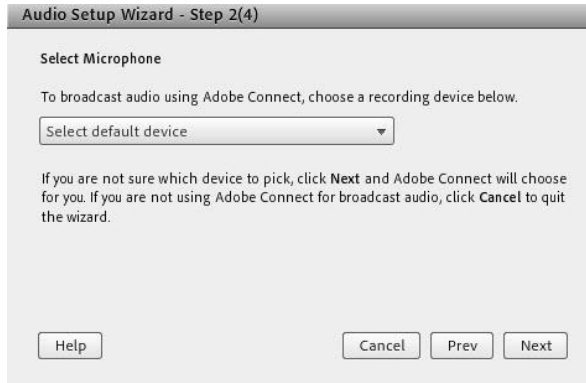 Audio Setup Wizard - Step 2(4)
Select Microphone
To broadcast audio using Adobe Connect, choose a recording device below.
Select default device
If you are not sure which device to pick, click Next and Adobe Connect will choose
for you. If you are not using Adobe Connect for broadcast audio, click Cancel to quit
the wizard.
Help Cancel Prev Next